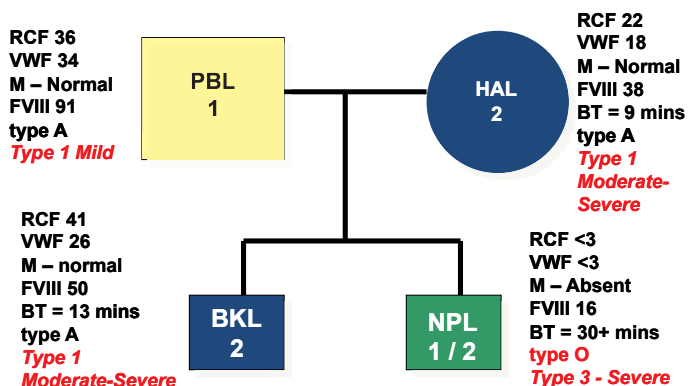 RCF 36
VWF 34
M – Normal
FVIII 91
type A
Type 1 Mild
PBL
1
HAL
2
RCF 22
VWF 18
M – Normal
FVIII 38
BT = 9 mins
type A
Type 1
Moderate-
Severe
RCF 41
VWF 26
M – normal
FVIII 50
BT = 13 mins
type A
Type 1
Moderate-Severe
BKL
2
NPL
1 / 2
RCF <3
VWF <3
M – Absent
FVIII 16
BT = 30+ mins
type O
Type 3 - Severe